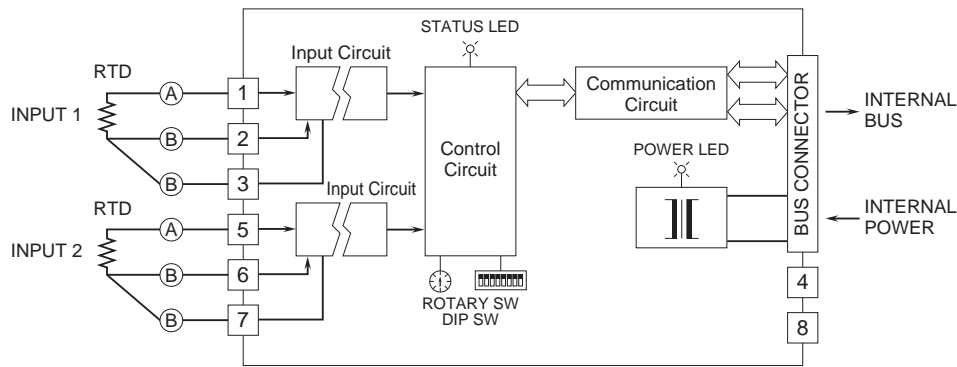 STATUS LED
Input Circuit
RTD
INPUT 1
A
1
B
2
B
3
Control
Circuit
Communication
Circuit
BUS CONNECTOR
INTERNAL
BUS
POWER LED
INTERNAL
POWER
Input Circuit
RTD
INPUT 2
A
5
B
6
B
7
ROTARY SW
DIP SW
4
8